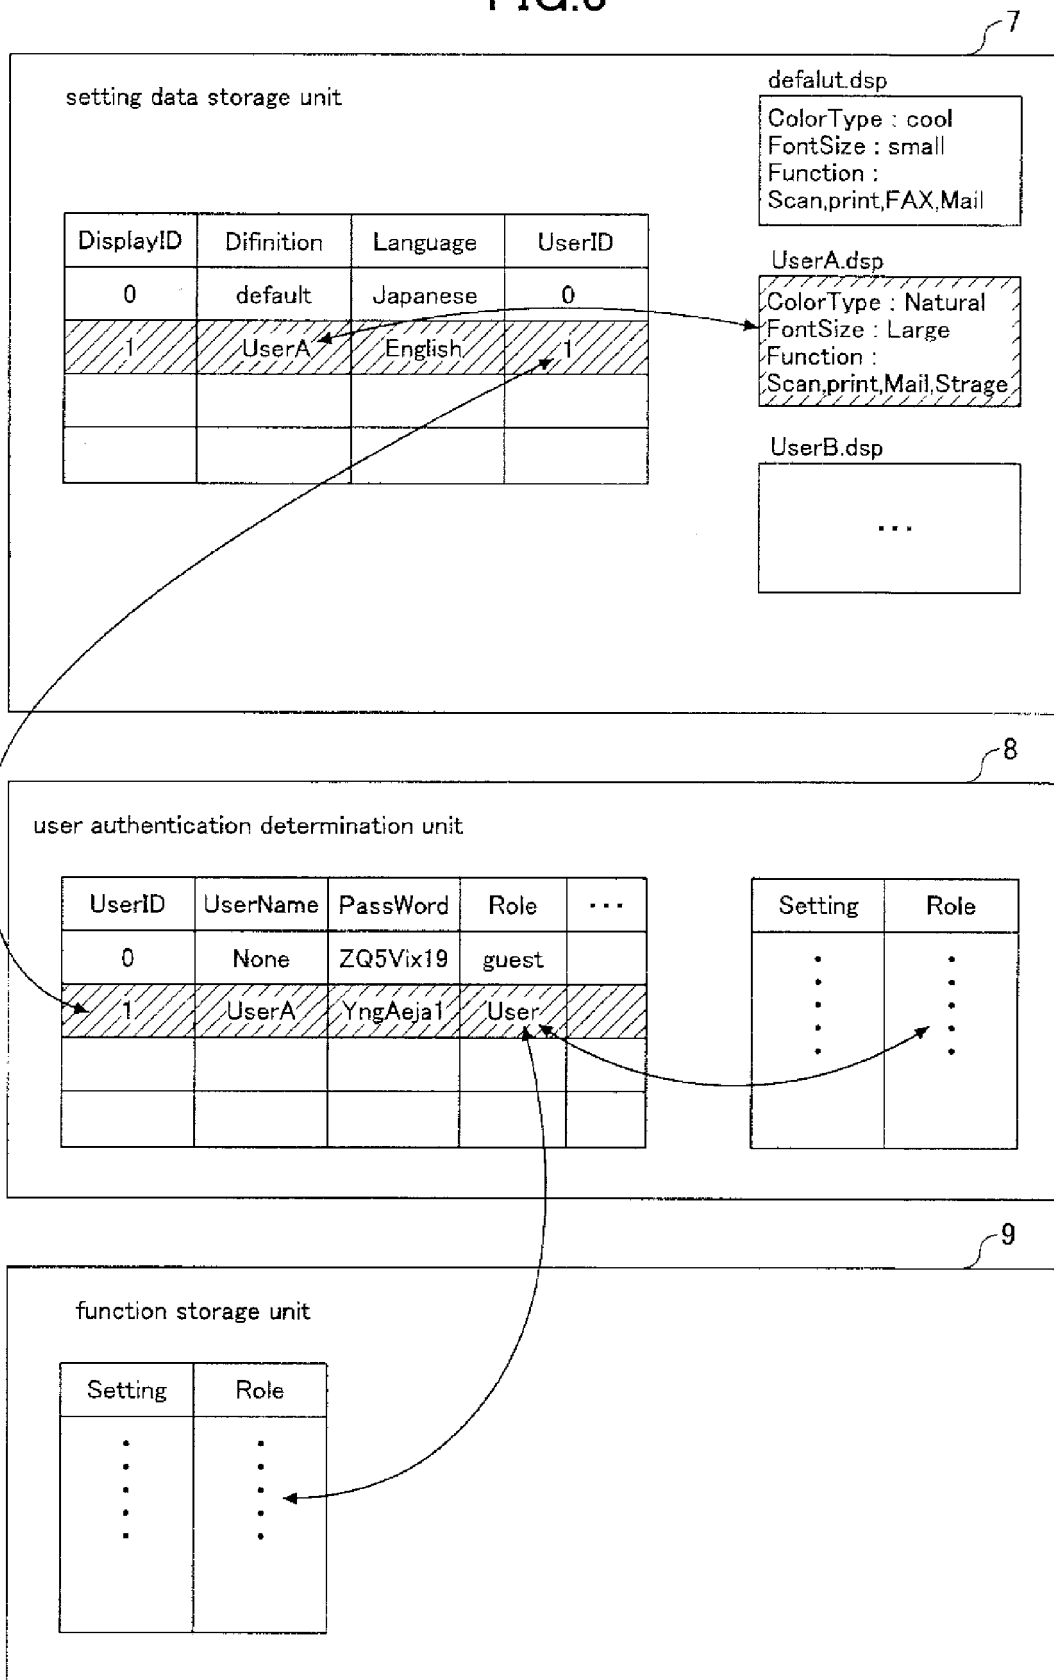 7
setting data storage unit
defalut.dsp
ColorType : cool
FontSize : small
Function :
Scan,print,FAX,Mail
DisplayID Difinition Language UserID
0 default Japanese 0
1 UserA English 1
UserA.dsp
ColorType : Natural
FontSize : Large
Function :
Scan,print,Mail,Strage
UserB.dsp
...
8
user authentication determination unit
UserID UserName PassWord Role ...
0 None ZQ5Vix19 guest
1 UserA YngAeja1 User
Setting Role
9
function storage unit
Setting Role